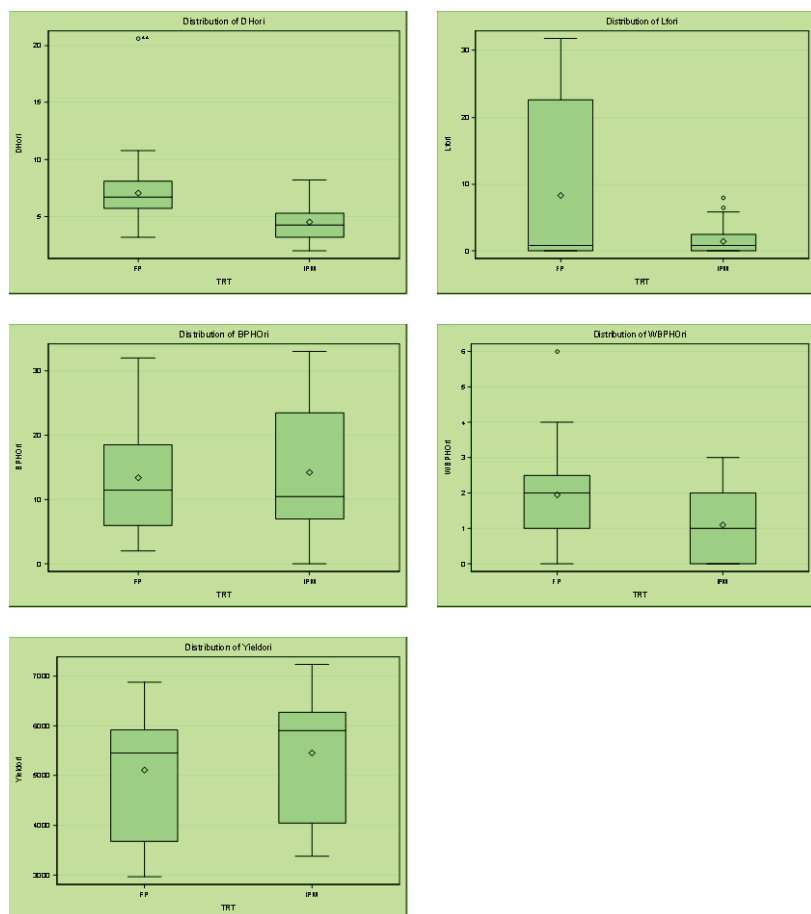 Distribution of DHori
20
15
10
5
DHori
FP
IPM
TRT
Distribution of Lfori
30
20
10
0
Lfori
FP
IPM
TRT
Distribution of BPHOri
30
20
10
0
BPHOri
FP
IPM
TRT
Distribution of WBPHOri
6
5
4
3
2
1
0
WBPHOri
FP
IPM
TRT
Distribution of Yieldori
7000
6000
5000
4000
3000
Yieldori
FP
IPM
TRT